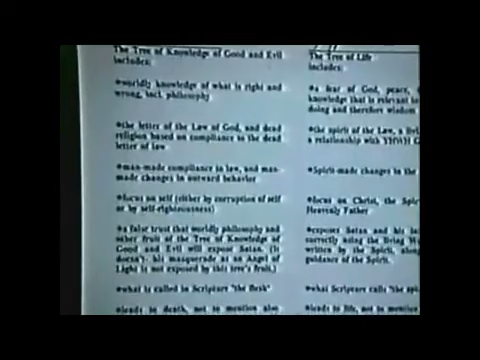 The Tree of Knowledge of Good and Evil
includes:
*worldly knowledge of what is right and
wrong, incl. philosophy
*the letter of the Law of God, and dead
religion based on compliance to the dead
letter of law
*man-made compliance in law, and man-
made changes in outward behavior
*focus on self (either by corruption of self
or by self-righteousness)
*a false trust that worldly philosophy and
other fruit of the Tree of Knowledge of
Good and Evil will expose Satan. (It
doesn't- his masquerade as an Angel of
Light is not exposed by this tree's fruit.)
*what is called in Scripture "the flesh"
*leads to death, not to mention also
The Tree of Life
includes:
*a fear of God, peace,
knowledge that is relevant to
doing and therefore wisdom
*the spirit of the Law, a
a relationship with YHWH
Spirit-made changes in the
*focus on Christ, the
Heavenly Father
*exposes Satan and his
correctly using the living
written by the Spirit,
guidance of the Spirit.
*what Scripture calls "the
*leads to life, not to mention